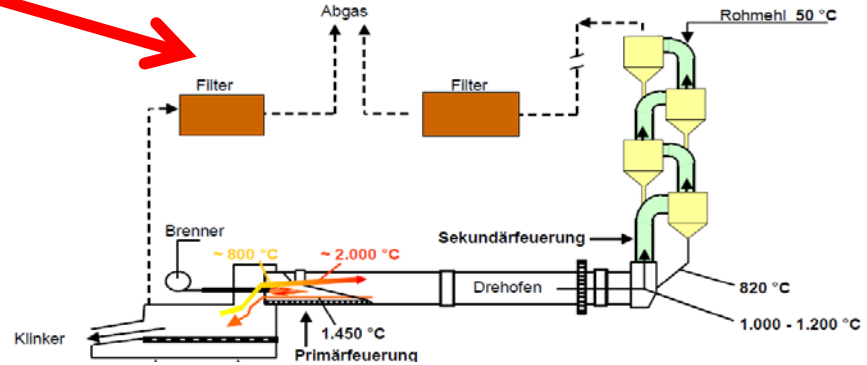 Abgas
Rohmehl 50 °C
Filter
Filter
Brenner
~ 800 °C
~ 2.000 °C
Sekundärfeuerung
Drehofen
820 °C
1.000 - 1.200 °C
Klinker
1.450 °C
Primärfeuerung